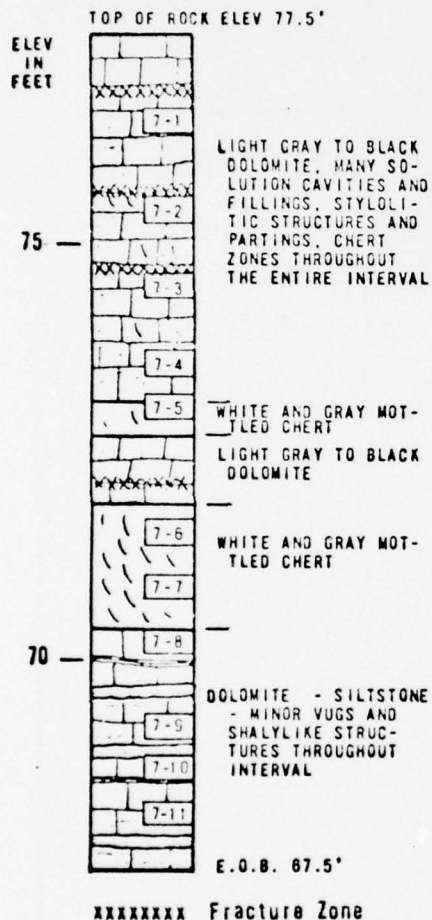 TOP OF ROCK ELEV 77.5'
ELEV
IN
FEET
7-1
LIGHT GRAY TO BLACK
DOLOMITE, MANY SO-
LUTION CAVITIES AND
FILLINGS, STYLOLI-
TIC STRUCTURES AND
PARTINGS, CHERT
ZONES THROUGHOUT
THE ENTIRE INTERVAL
7-2
75
7-3
7-4
7-5
WHITE AND GRAY MOT-
TLED CHERT
LIGHT GRAY TO BLACK
DOLOMITE
7-6
WHITE AND GRAY MOT-
TLED CHERT
7-7
7-8
70
DOLOMITE - SILTSTONE
- MINOR VUGS AND
SHALYLIKE STRUC-
TURES THROUGHOUT
INTERVAL
7-9
7-10
7-11
E.O.B. 67.5'
XXXXXXXX Fracture Zone